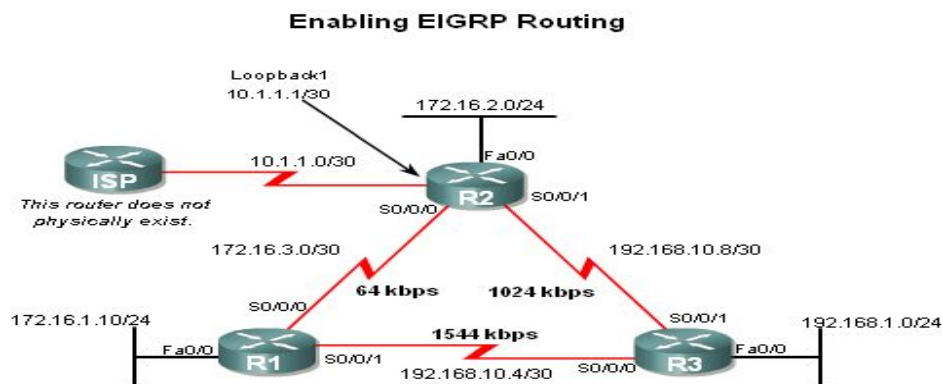 Enabling EIGRP Routing
Loopback1
10.1.1.1/30
172.16.2.0/24
10.1.1.0/30
Fa0/0
ISP
R2
S0/0/1
This router does not
physically exist.
S0/0/0
172.16.3.0/30
192.168.10.8/30
64 kbps
1024 kbps
S0/0/0
S0/0/1
172.16.1.10/24
1544 kbps
192.168.1.0/24
Fa0/0
R1
S0/0/1
R3
Fa0/0
192.168.10.4/30
S0/0/0